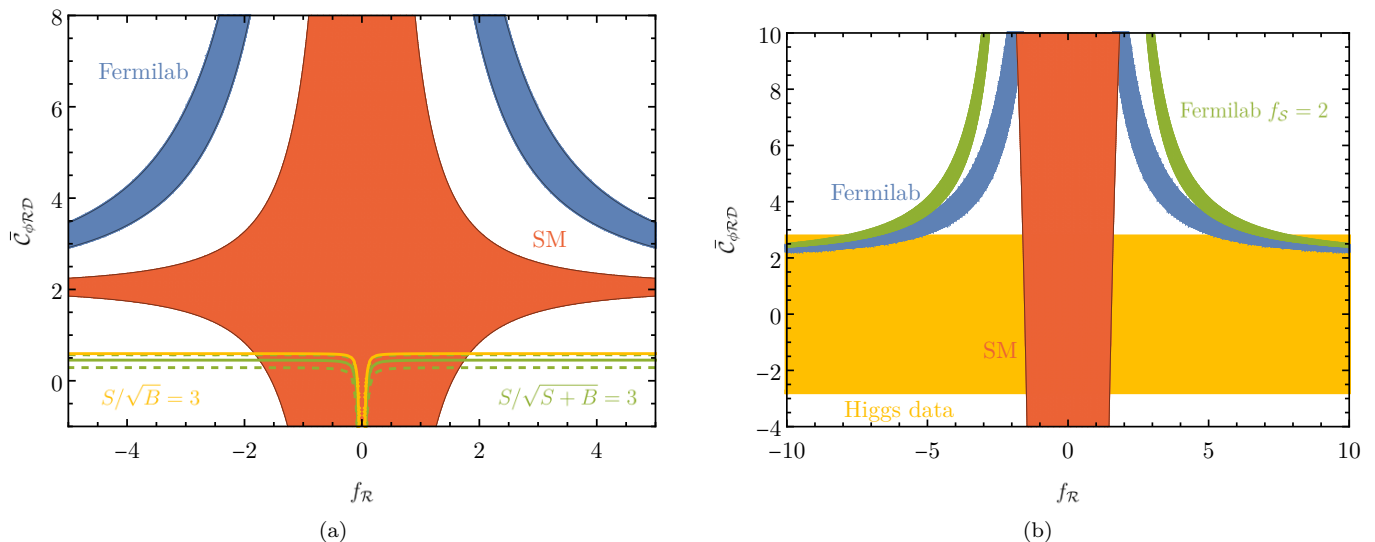 8
6
4
2
0
C̄_{ϕRD}
Fermilab
SM
S/√B = 3
S/√(S + B) = 3
−4 −2 0 2 4
f_R
(a)
10
8
6
4
2
0
−2
−4
C̄_{ϕRD}
Fermilab f_S = 2
Fermilab
SM
Higgs data
−10 −5 0 5 10
f_R
(b)